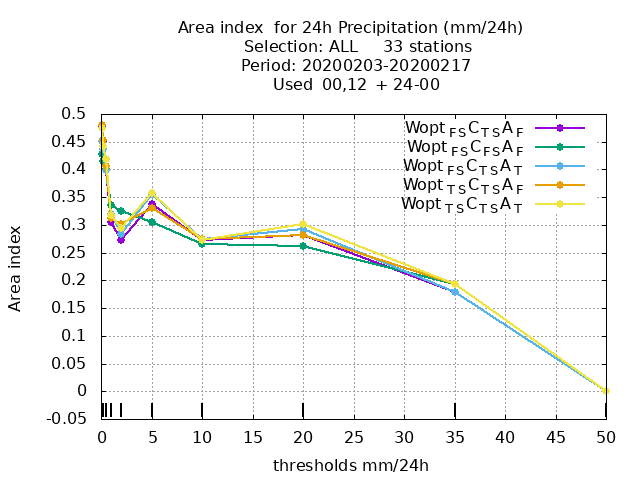 Area index  for 24h Precipitation (mm/24h)
Selection: ALL     33 stations
Period: 20200203-20200217
Used  00,12  + 24-00
Wopt FS C TS A F
Wopt FS C FS A F
Wopt FS C TS A T
Wopt TS C TS A F
Wopt TS C TS A T
0.5
0.45
0.4
0.35
0.3
0.25
0.2
0.15
0.1
0.05
0
-0.05
Area index
0 5 10 15 20 25 30 35 40 45 50
thresholds mm/24h